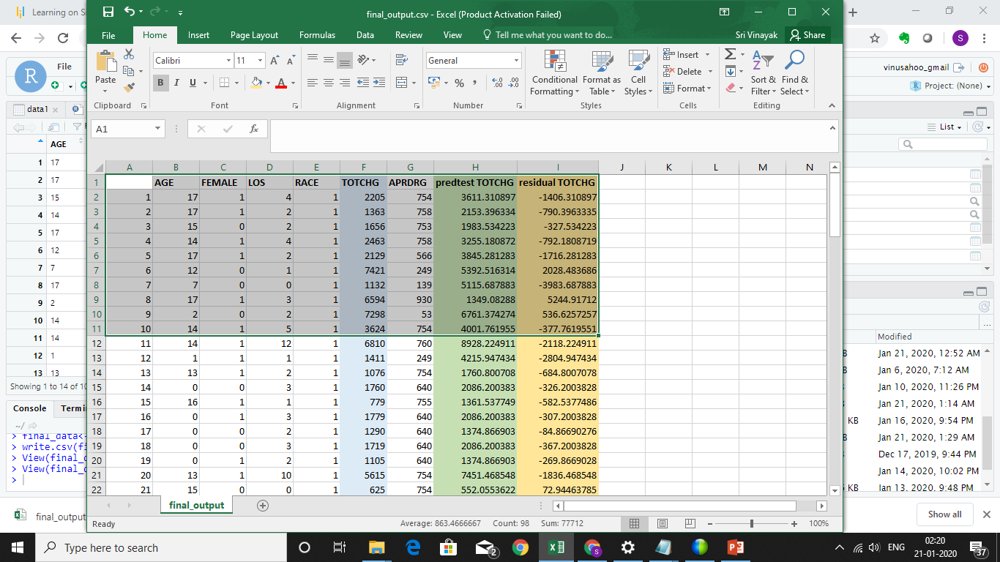 Learning on S
final_output.csv - Excel (Product Activation Failed)
File Home Insert Page Layout Formulas Data Review View Tell me what you want to do... Sri Vinayak Share
Paste
Clipboard
Calibri 11
B I U
Font
Alignment
General
Number
Conditional Formatting
Format as Table
Cell Styles
Styles
Insert
Delete
Format
Cells
Sort & Filter
Find & Select
Editing
A1
fx
A B C D E F G H I J K L M N
1 AGE FEMALE LOS RACE TOTCHG APRDRG predtest TOTCHG residual TOTCHG
2 1 17 1 4 1 2205 754 3611.310897 -1406.310897
3 2 17 1 2 1 1363 758 2153.396334 -790.3963335
4 3 15 0 2 1 1656 753 1983.534223 -327.534223
5 4 14 1 4 1 2463 758 3255.180872 -792.1808719
6 5 17 1 2 1 2129 566 3845.281283 -1716.281283
7 6 12 0 1 1 7421 249 5392.516314 2028.483686
8 7 7 0 0 1 1132 139 5115.687883 -3983.687883
9 8 17 1 3 1 6594 930 1349.08288 5244.91712
10 9 2 0 2 1 7298 53 6761.374274 536.6257257
11 10 14 1 5 1 3624 754 4001.761955 -377.7619551
12 11 14 1 12 1 6810 760 8928.224911 -2118.224911
13 12 1 1 1 1 1411 249 4215.947434 -2804.947434
14 13 13 1 2 1 1076 754 1760.800708 -684.8007078
15 14 0 0 3 1 1760 640 2086.200383 -326.2003828
16 15 16 1 1 1 779 755 1361.537749 -582.5377486
17 16 0 1 3 1 1779 640 2086.200383 -307.2003828
18 17 0 0 2 1 1290 640 1374.866903 -84.86690276
19 18 0 0 3 1 1719 640 2086.200383 -367.2003828
20 19 0 1 2 1 1105 640 1374.866903 -269.8669028
21 20 13 1 10 1 5615 754 7451.468548 -1836.468548
22 21 15 0 0 1 625 754 552.0553622 72.94463785
final_output
Ready Average: 863.4666667 Count: 98 Sum: 77712 100%
R File
data1
AGE
1 17
2 17
3 15
4 14
5 17
6 12
7 7
8 17
9 2
10 14
11 14
12 1
13 13
Showing 1 to 14 of
Console Termi
~/
> final_data<-
> write.csv(fi
> View(final_
> View(final_
>
final_output
S
vinusahoo_gmail
R Project: (None)
List
...
Modified
B Jan 21, 2020, 12:52 AM
Jan 6, 2020, 7:12 AM
Jan 10, 2020, 11:26 PM
Jan 21, 2020, 1:14 AM
KB Jan 16, 2020, 9:54 PM
B Jan 21, 2020, 1:29 AM
Dec 17, 2019, 9:44 PM
Jan 14, 2020, 10:02 PM
KB Jan 13, 2020, 9:48 PM
Show all
Type here to search
2
ENG
02:20
21-01-2020
37